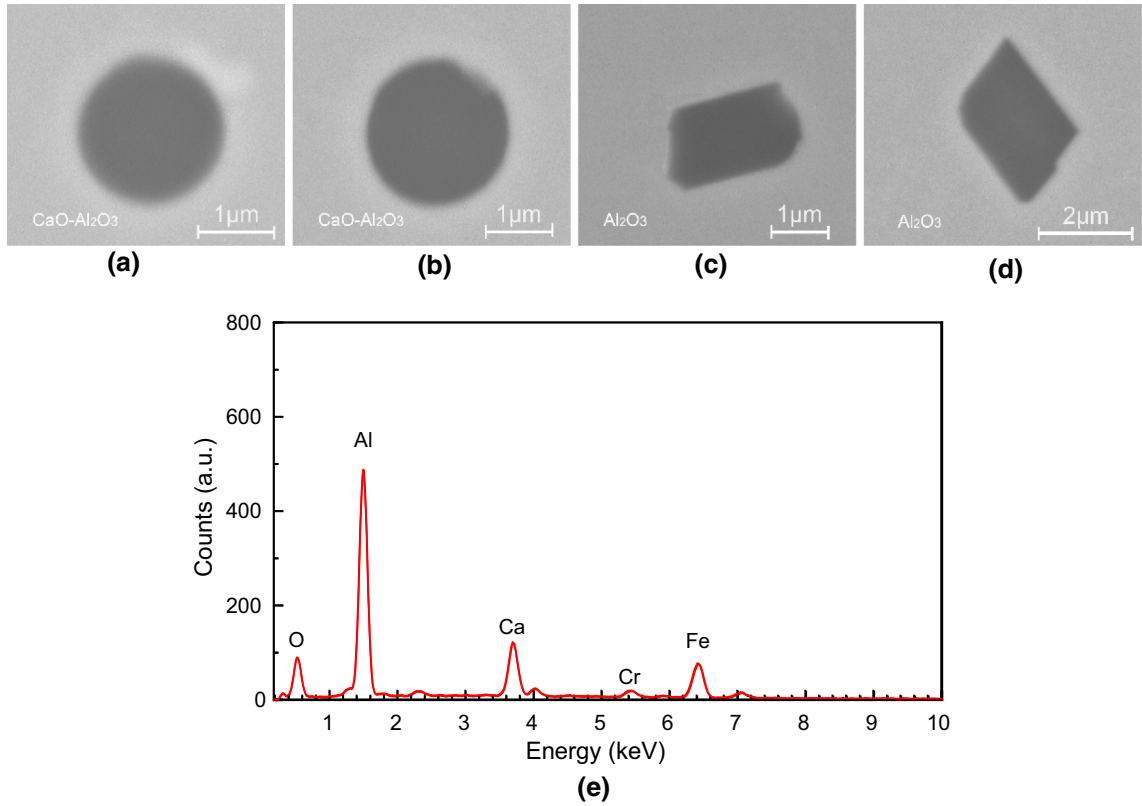 CaO-Al₂O₃
1μm
CaO-Al₂O₃
1μm
Al₂O₃
1μm
Al₂O₃
2μm
(a)
(b)
(c)
(d)
800
600
400
200
0
Counts (a.u.)
O
Al
Ca
Cr
Fe
1 2 3 4 5 6 7 8 9 10
Energy (keV)
(e)